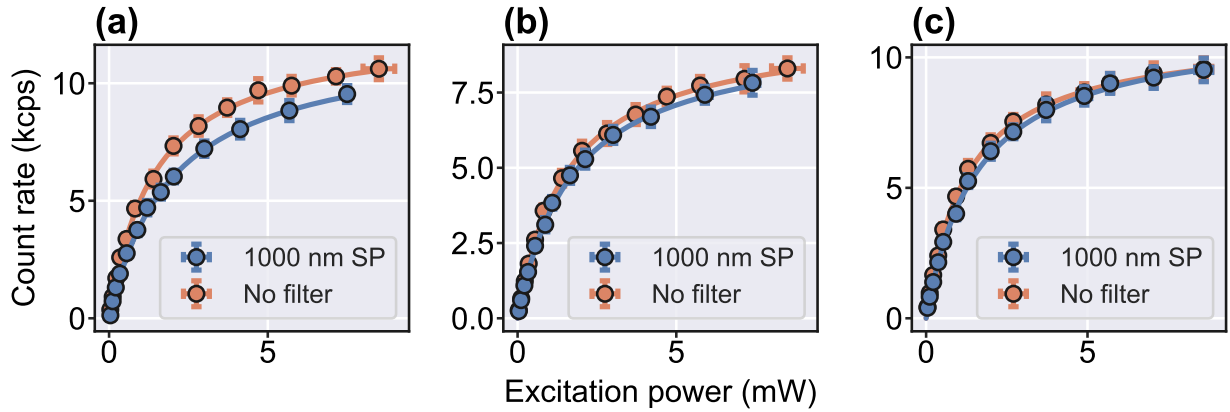 (a)
(b)
(c)
Count rate (kcps)
10
5
0
0
5
1000 nm SP
No filter
7.5
5.0
2.5
0.0
0
5
1000 nm SP
No filter
10
5
0
0
5
1000 nm SP
No filter
Excitation power (mW)